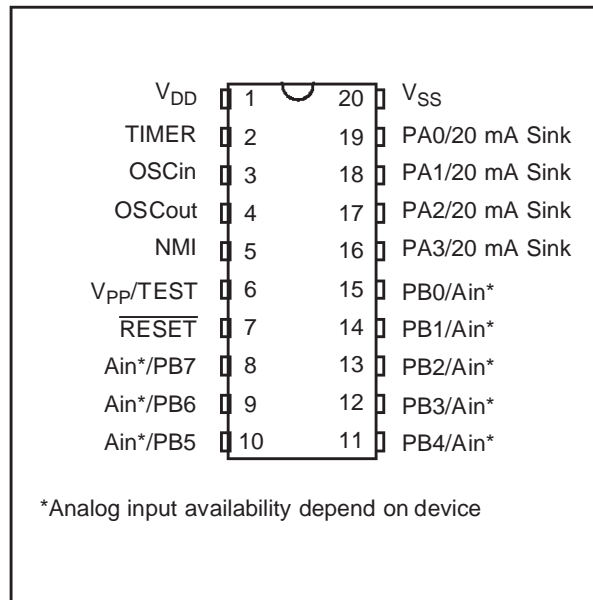 VDD 1 20 VSS
TIMER 2 19 PA0/20 mA Sink
OSCin 3 18 PA1/20 mA Sink
OSCout 4 17 PA2/20 mA Sink
NMI 5 16 PA3/20 mA Sink
VPP/TEST 6 15 PB0/Ain*
RESET 7 14 PB1/Ain*
Ain*/PB7 8 13 PB2/Ain*
Ain*/PB6 9 12 PB3/Ain*
Ain*/PB5 10 11 PB4/Ain*
*Analog input availability depend on device